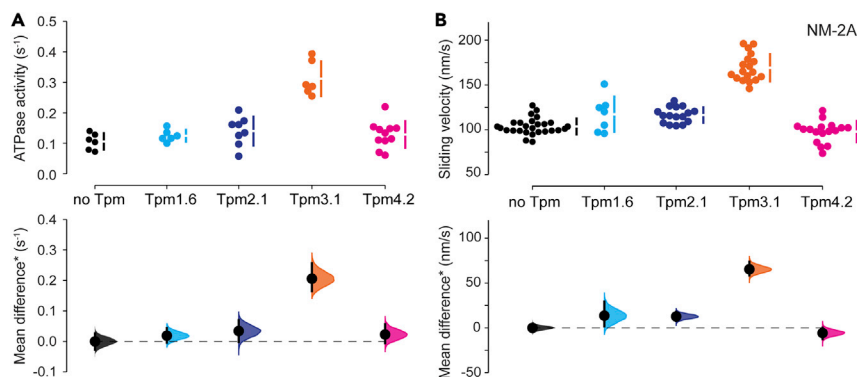 A
ATPase activity (s-1)
0.5
0.4
0.3
0.2
0.1
0.0
no Tpm Tpm1.6 Tpm2.1 Tpm3.1 Tpm4.2
Mean difference* (s-1)
0.4
0.3
0.2
0.1
0.0
-0.1
B
NM-2A
Sliding velocity (nm/s)
200
150
100
50
no Tpm Tpm1.6 Tpm2.1 Tpm3.1 Tpm4.2
Mean difference* (nm/s)
100
50
0
-50